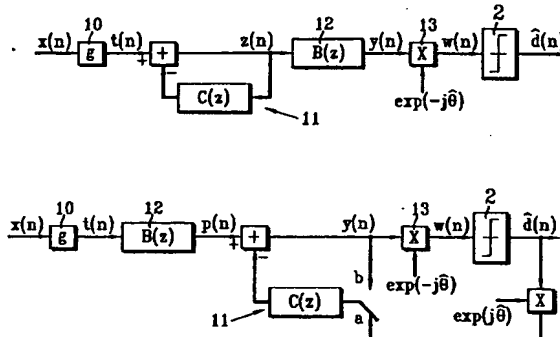 10
12
13
2
x(n)
g
t(n)
+
+
−
z(n)
B(z)
y(n)
X
w(n)
d̂(n)
C(z)
11
exp(-jθ̂)
10
12
13
2
x(n)
g
t(n)
B(z)
p(n)
+
+
−
y(n)
X
w(n)
d̂(n)
b
exp(-jθ̂)
C(z)
a
11
exp(jθ̂)
X